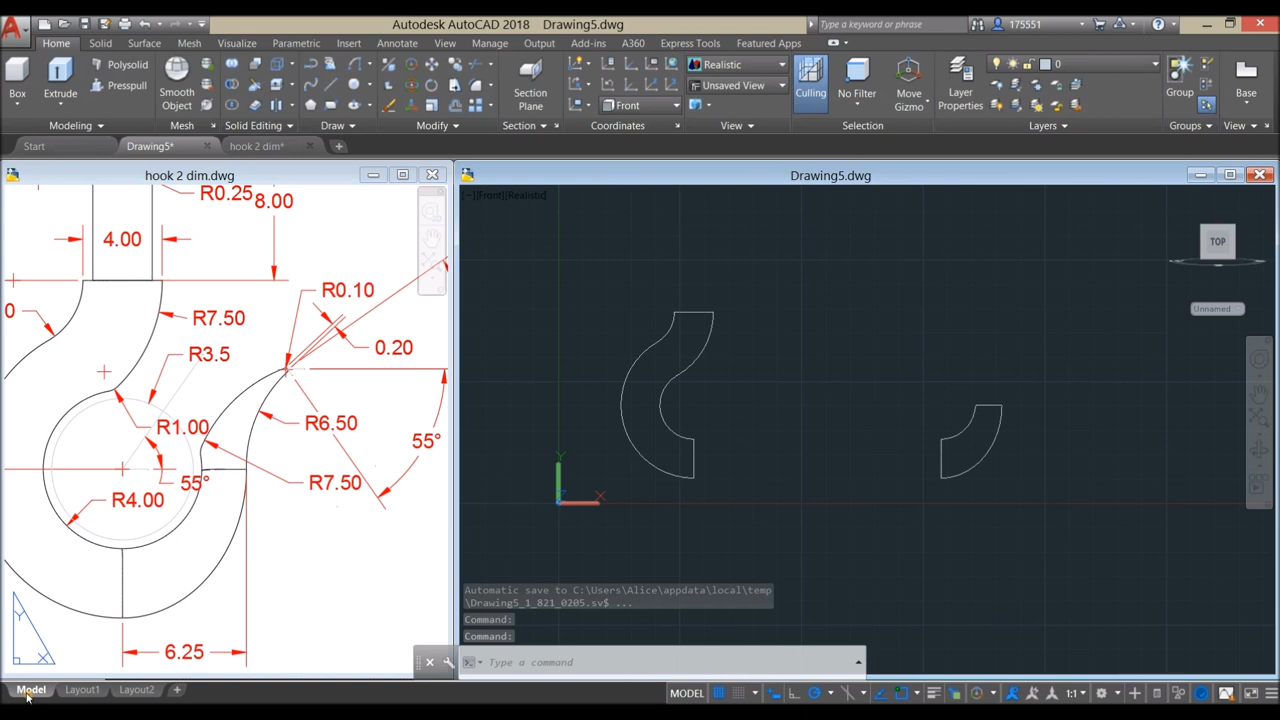 Autodesk AutoCAD 2018 Drawing5.dwg
Type a keyword or phrase
175551
Home Solid Surface Mesh Visualize Parametric Insert Annotate View Manage Output Add-ins A360 Express Tools Featured Apps
Box
Extrude
Polysolid
Presspull
Smooth
Object
Section
Plane
Realistic
Unsaved View
Front
Culling
No Filter
Move
Gizmo
Layer
Properties
0
Group
Base
Modeling
Mesh
Solid Editing
Draw
Modify
Section
Coordinates
View
Selection
Layers
Groups
View
Start
Drawing5*
hook 2 dim*
hook 2 dim.dwg
Drawing5.dwg
[−][Front][Realistic]
R0.25
8.00
4.00
R0.10
0
R7.50
0.20
R3.5
R1.00
R6.50
55°
55°
R7.50
R4.00
6.25
Y
X
Y
X
TOP
Unnamed
Automatic save to C:\Users\Alice\appdata\local\temp
\Drawing5_1_821_0205.sv$ ...
Command:
Command:
Type a command
Model
Layout1
Layout2
MODEL
1:1